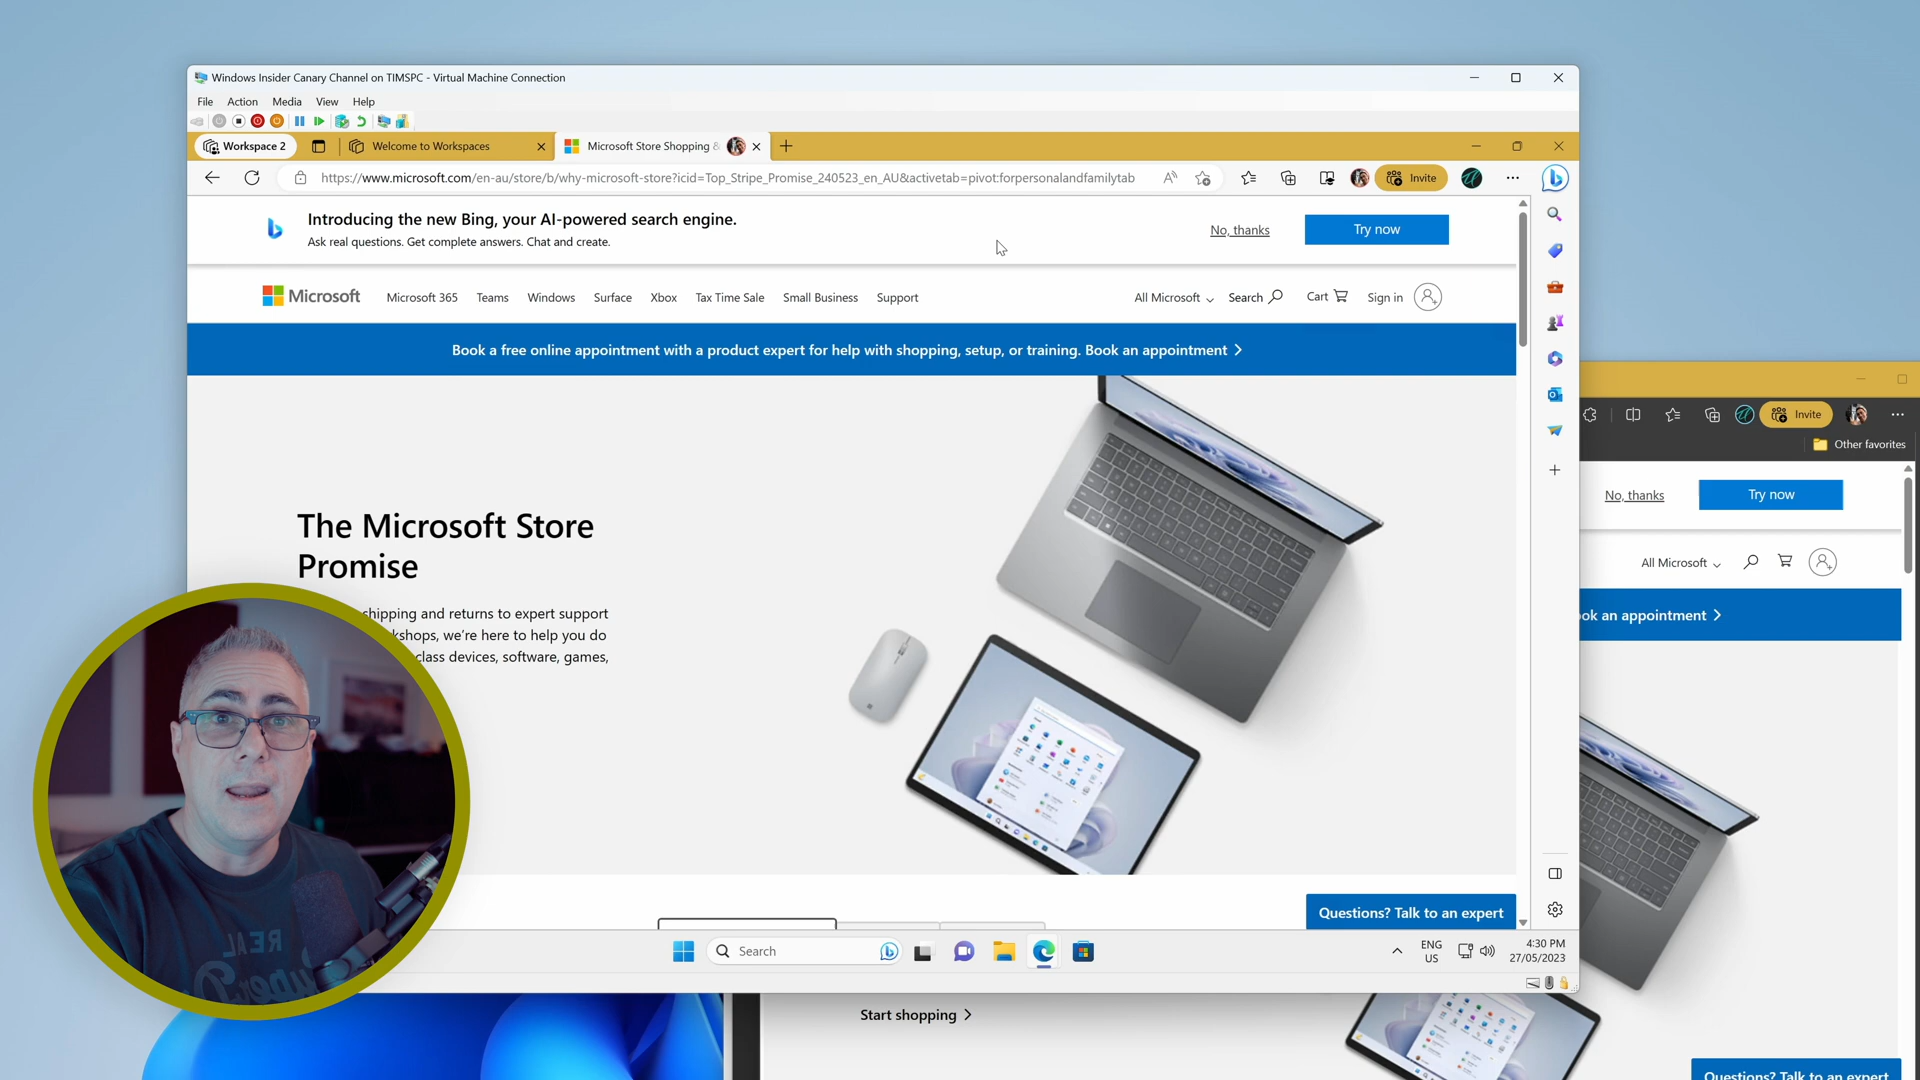 Windows Insider Canary Channel on TIMSPC - Virtual Machine Connection
File Action Media View Help
Workspace 2
Welcome to Workspaces
Microsoft Store Shopping &
https://www.microsoft.com/en-au/store/b/why-microsoft-store?icid=Top_Stripe_Promise_240523_en_AU&activetab=pivot:forpersonalandfamilytab
Invite
Introducing the new Bing, your AI-powered search engine.
Ask real questions. Get complete answers. Chat and create.
No, thanks
Try now
Microsoft
Microsoft 365 Teams Windows Surface Xbox Tax Time Sale Small Business Support
All Microsoft Search Cart Sign in
Book a free online appointment with a product expert for help with shopping, setup, or training. Book an appointment
Invite
Other favorites
No, thanks
Try now
All Microsoft
ok an appointment
The Microsoft Store
Promise
shipping and returns to expert support
kshops, we're here to help you do
class devices, software, games,
REAL
Questions? Talk to an expert
Search
ENG
US
4:30 PM
27/05/2023
Start shopping
Questions? Talk to an expert